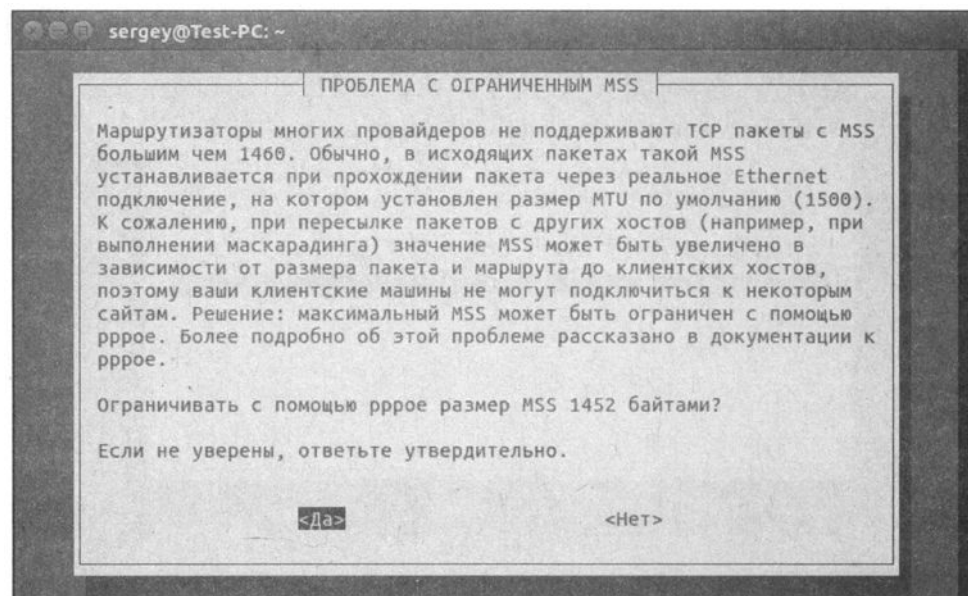 sergey@Test-PC: ~
ПРОБЛЕМА С ОГРАНИЧЕННЫМ MSS
Маршрутизаторы многих провайдеров не поддерживают TCP пакеты с MSS
большим чем 1460. Обычно, в исходящих пакетах такой MSS
устанавливается при прохождении пакета через реальное Ethernet
подключение, на котором установлен размер MTU по умолчанию (1500).
К сожалению, при пересылке пакетов с других хостов (например, при
выполнении маскарадинга) значение MSS может быть увеличено в
зависимости от размера пакета и маршрута до клиентских хостов,
поэтому ваши клиентские машины не могут подключиться к некоторым
сайтам. Решение: максимальный MSS может быть ограничен с помощью
pppoe. Более подробно об этой проблеме рассказано в документации к
pppoe.
Ограничивать с помощью pppoe размер MSS 1452 байтами?
Если не уверены, ответьте утвердительно.
<Да> <Нет>